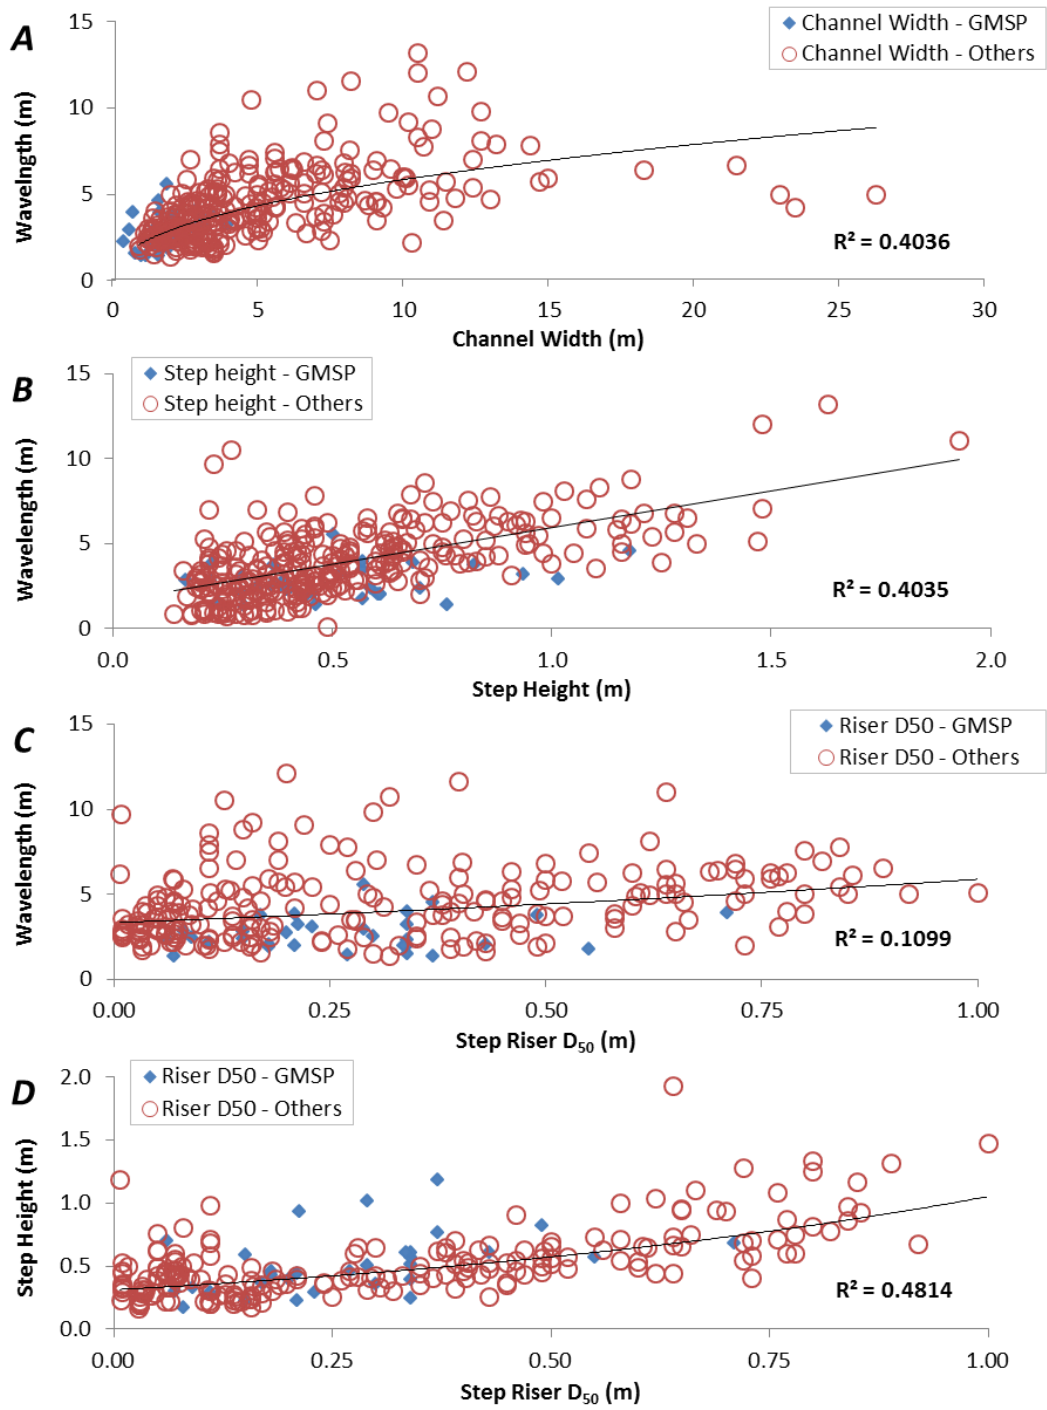 A
15
10
5
0
Wavelngth (m)
Channel Width - GMSP
Channel Width - Others
R² = 0.4036
0 5 10 15 20 25 30
Channel Width (m)
B
15
10
5
0
Wavelength (m)
Step height - GMSP
Step height - Others
R² = 0.4035
0.0 0.5 1.0 1.5 2.0
Step Height (m)
C
15
10
5
0
Wavelength (m)
Riser D50 - GMSP
Riser D50 - Others
R² = 0.1099
0.00 0.25 0.50 0.75 1.00
Step Riser D₅₀ (m)
D
2.0
1.5
1.0
0.5
0.0
Step Height (m)
Riser D50 - GMSP
Riser D50 - Others
R² = 0.4814
0.00 0.25 0.50 0.75 1.00
Step Riser D₅₀ (m)